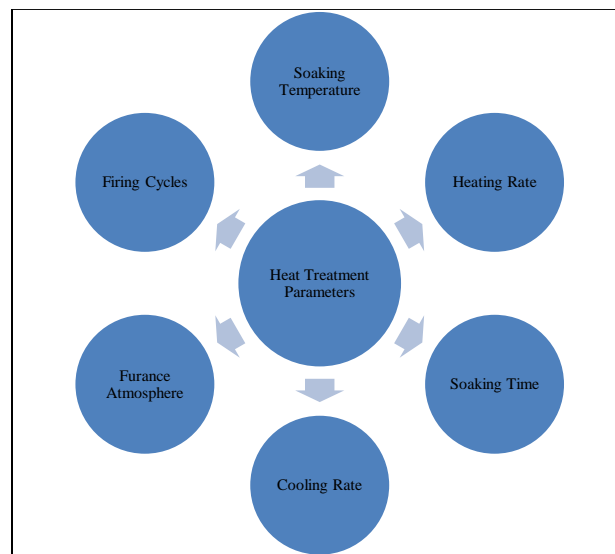 Soaking
Temperature
Firing Cycles
Heating Rate
Heat Treatment
Parameters
Furance
Atmosphere
Soaking Time
Cooling Rate